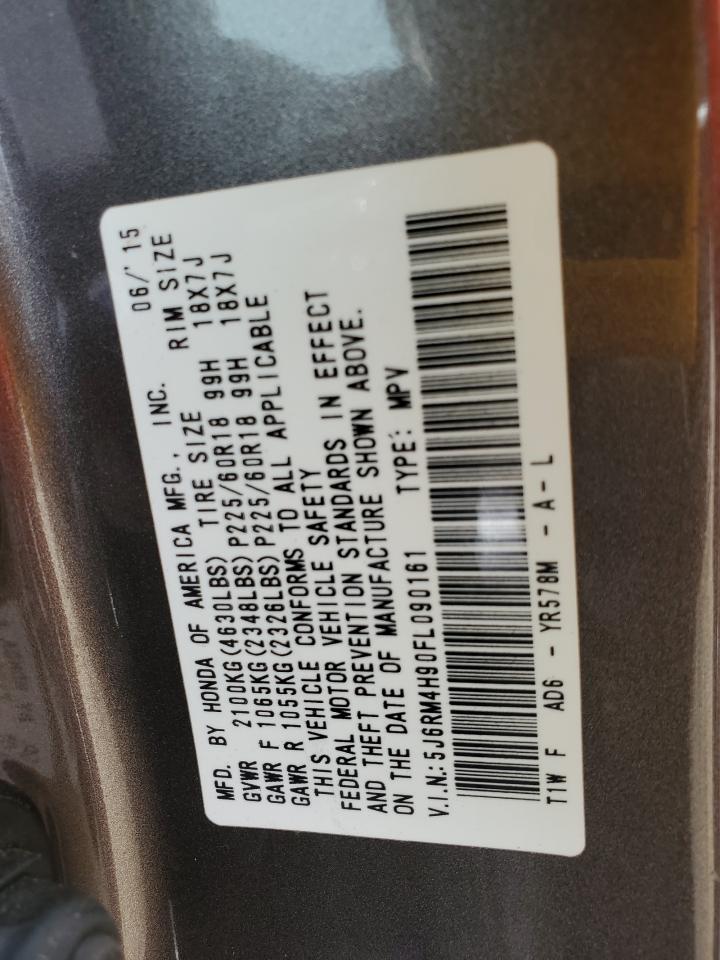 MFD. BY HONDA OF AMERICA MFG., INC. 06/'15
GVWR 2100KG(4630LBS) TIRE SIZE RIM SIZE
GAWR F 1065KG(2348LBS)P225/60R18 99H 18X7J
GAWR R 1055KG(2326LBS)P225/60R18 99H 18X7J
THIS VEHICLE CONFORMS TO ALL APPLICABLE
FEDERAL MOTOR VEHICLE SAFETY
AND THEFT PREVENTION STANDARDS IN EFFECT
ON THE DATE OF MANUFACTURE SHOWN ABOVE.
V.I.N.:5J6RM4H90FL090161 TYPE: MPV
T1W F AD6 - YR578M - A - L